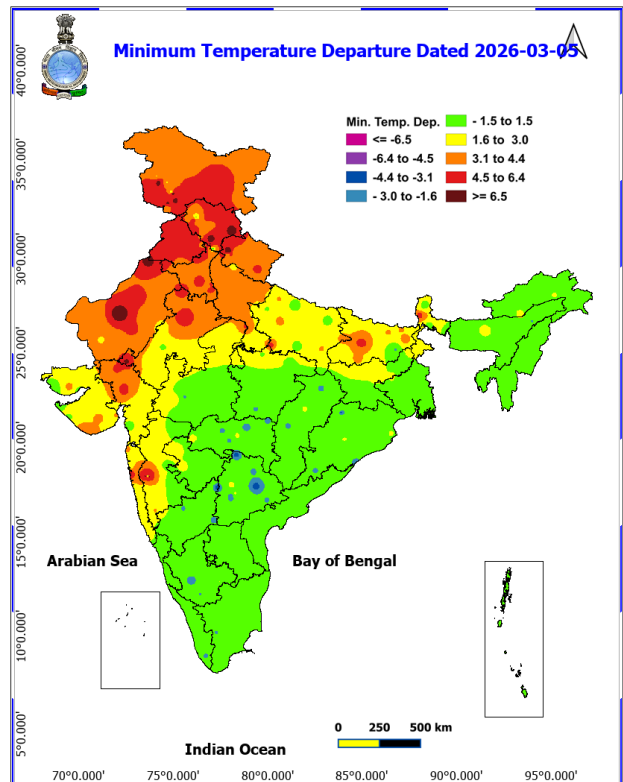 Minimum Temperature Departure Dated 2026-03-05
Min. Temp. Dep.
<= -6.5
-6.4 to -4.5
-4.4 to -3.1
- 3.0 to -1.6
- 1.5 to 1.5
1.6 to 3.0
3.1 to 4.4
4.5 to 6.4
>= 6.5
40°0.000'
35°0.000'
30°0.000'
25°0.000'
20°0.000'
15°0.000'
10°0.000'
5°0.000'
Arabian Sea
Bay of Bengal
0 250 500 km
Indian Ocean
70°0.000' 75°0.000' 80°0.000' 85°0.000' 90°0.000' 95°0.000'